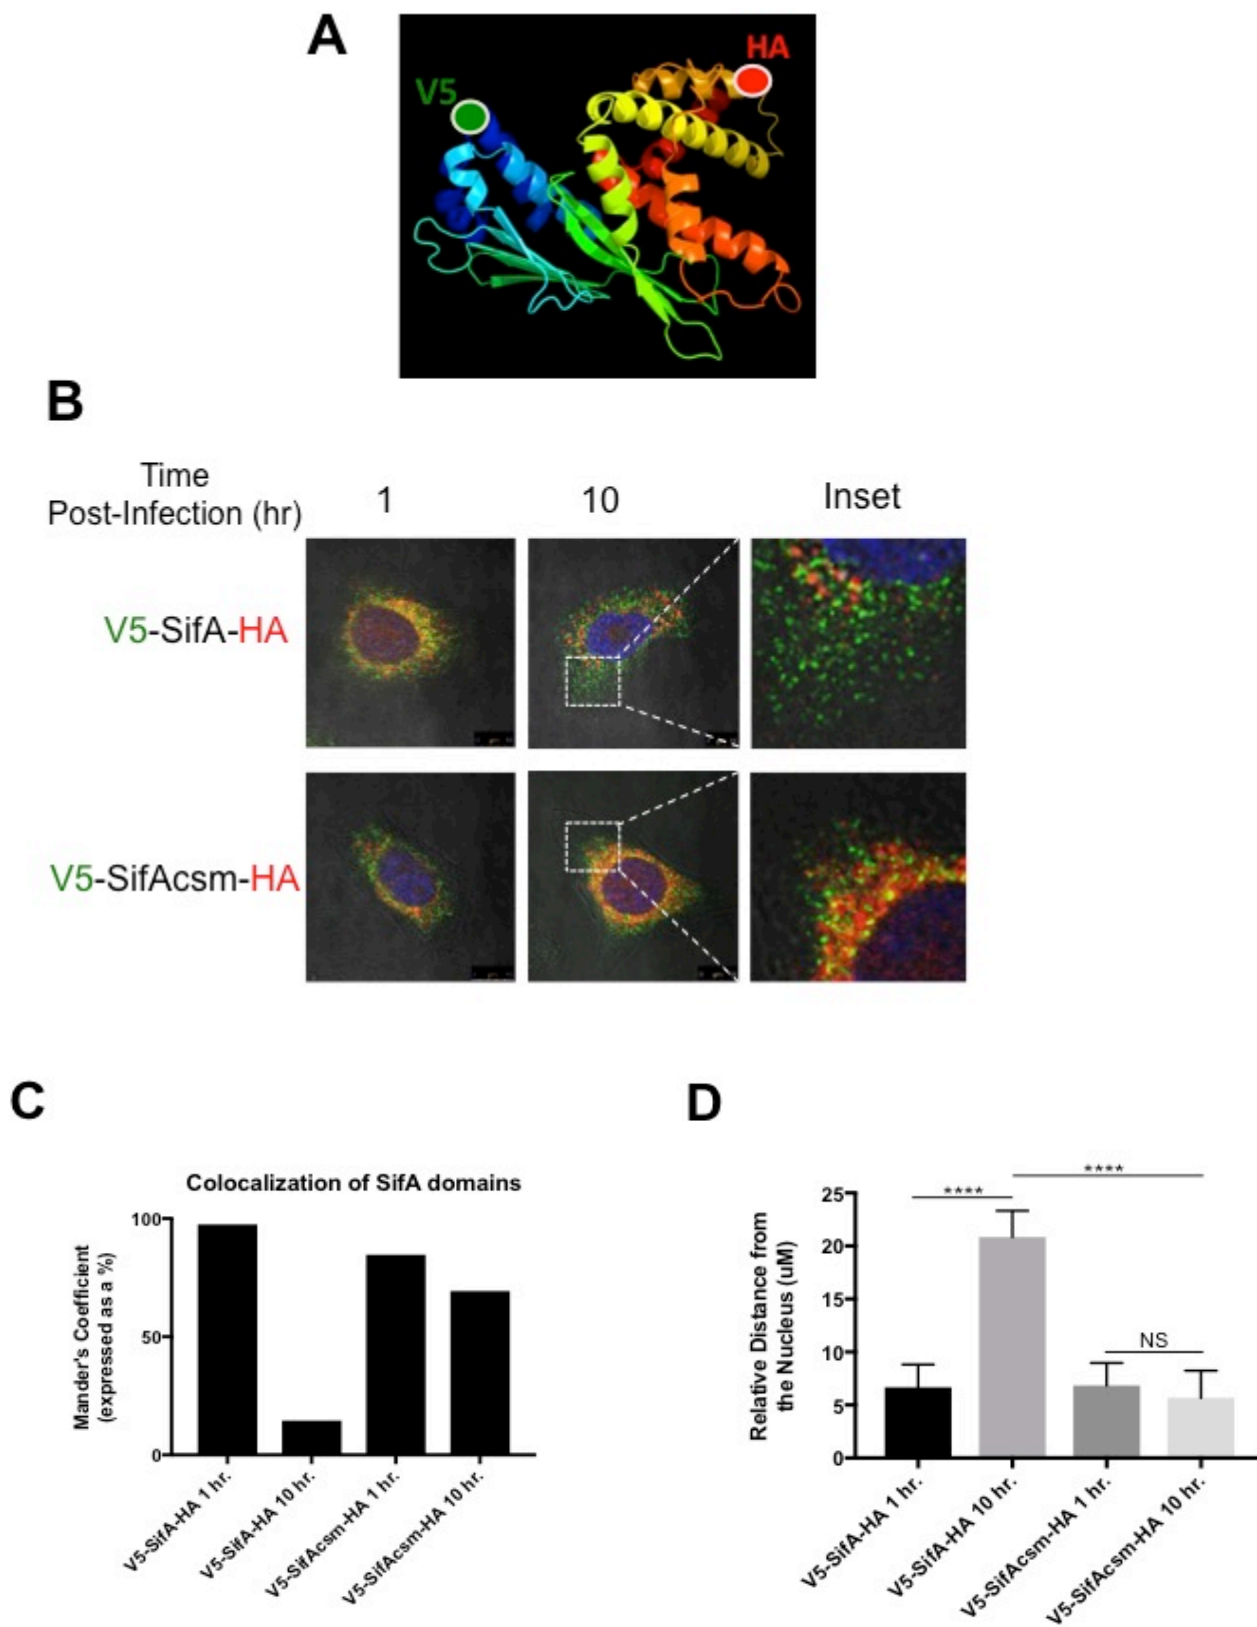 A
V5
HA
B
Time
Post-Infection (hr)
1
10
Inset
V5-SifA-HA
V5-SifAcsm-HA
C
Colocalization of SifA domains
Mander's Coefficient
(expressed as a %)
100
50
0
V5-SifA-HA 1 hr.
V5-SifA-HA 10 hr.
V5-SifAcsm-HA 1 hr.
V5-SifAcsm-HA 10 hr.
D
Relative Distance from
the Nucleus (uM)
25
20
15
10
5
0
****
****
NS
V5-SifA-HA 1 hr.
V5-SifA-HA 10 hr.
V5-SifAcsm-HA 1 hr.
V5-SifAcsm-HA 10 hr.